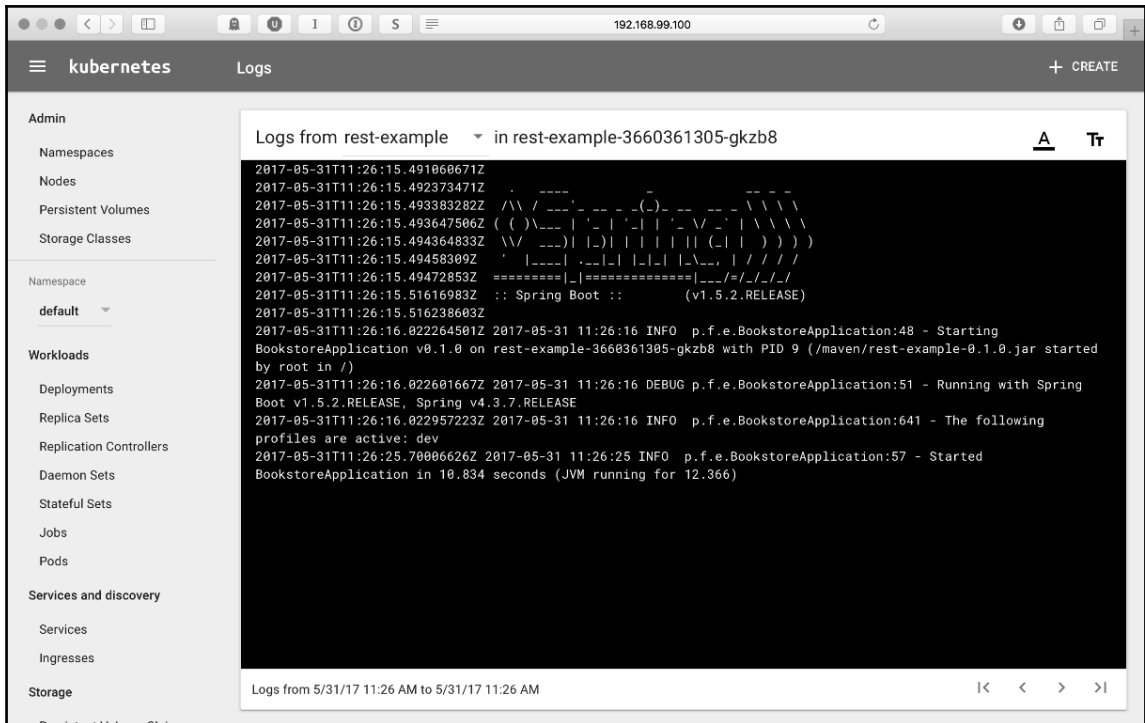 192.168.99.100
kubernetes
Logs
+ CREATE
Admin
Namespaces
Nodes
Persistent Volumes
Storage Classes
Namespace
default
Workloads
Deployments
Replica Sets
Replication Controllers
Daemon Sets
Stateful Sets
Jobs
Pods
Services and discovery
Services
Ingresses
Storage
Logs from rest-example in rest-example-3660361305-gkzb8
2017-05-31T11:26:15.491060671Z
2017-05-31T11:26:15.492373471Z   .   ____          _            __ _ _
2017-05-31T11:26:15.493383282Z  /\\ / ___'_ __ _ _(_)_ __  __ _ \ \ \ \
2017-05-31T11:26:15.493647506Z ( ( )\___ | '_ | '_| | '_ \/ _` | \ \ \ \
2017-05-31T11:26:15.494364833Z  \\/  ___)| |_)| | | | | || (_| |  ) ) ) )
2017-05-31T11:26:15.49458309Z   '  |____| .__|_| |_|_| |_\__, | / / / /
2017-05-31T11:26:15.49472853Z  =========|_|==============|___/=/_/_/_/
2017-05-31T11:26:15.51616983Z  :: Spring Boot ::        (v1.5.2.RELEASE)
2017-05-31T11:26:15.516238603Z
2017-05-31T11:26:16.022264501Z 2017-05-31 11:26:16 INFO  p.f.e.BookstoreApplication:48 - Starting
BookstoreApplication v0.1.0 on rest-example-3660361305-gkzb8 with PID 9 (/maven/rest-example-0.1.0.jar started
by root in /)
2017-05-31T11:26:16.022601667Z 2017-05-31 11:26:16 DEBUG p.f.e.BookstoreApplication:51 - Running with Spring
Boot v1.5.2.RELEASE, Spring v4.3.7.RELEASE
2017-05-31T11:26:16.022957223Z 2017-05-31 11:26:16 INFO  p.f.e.BookstoreApplication:641 - The following
profiles are active: dev
2017-05-31T11:26:25.70006626Z 2017-05-31 11:26:25 INFO  p.f.e.BookstoreApplication:57 - Started
BookstoreApplication in 10.834 seconds (JVM running for 12.366)
Logs from 5/31/17 11:26 AM to 5/31/17 11:26 AM